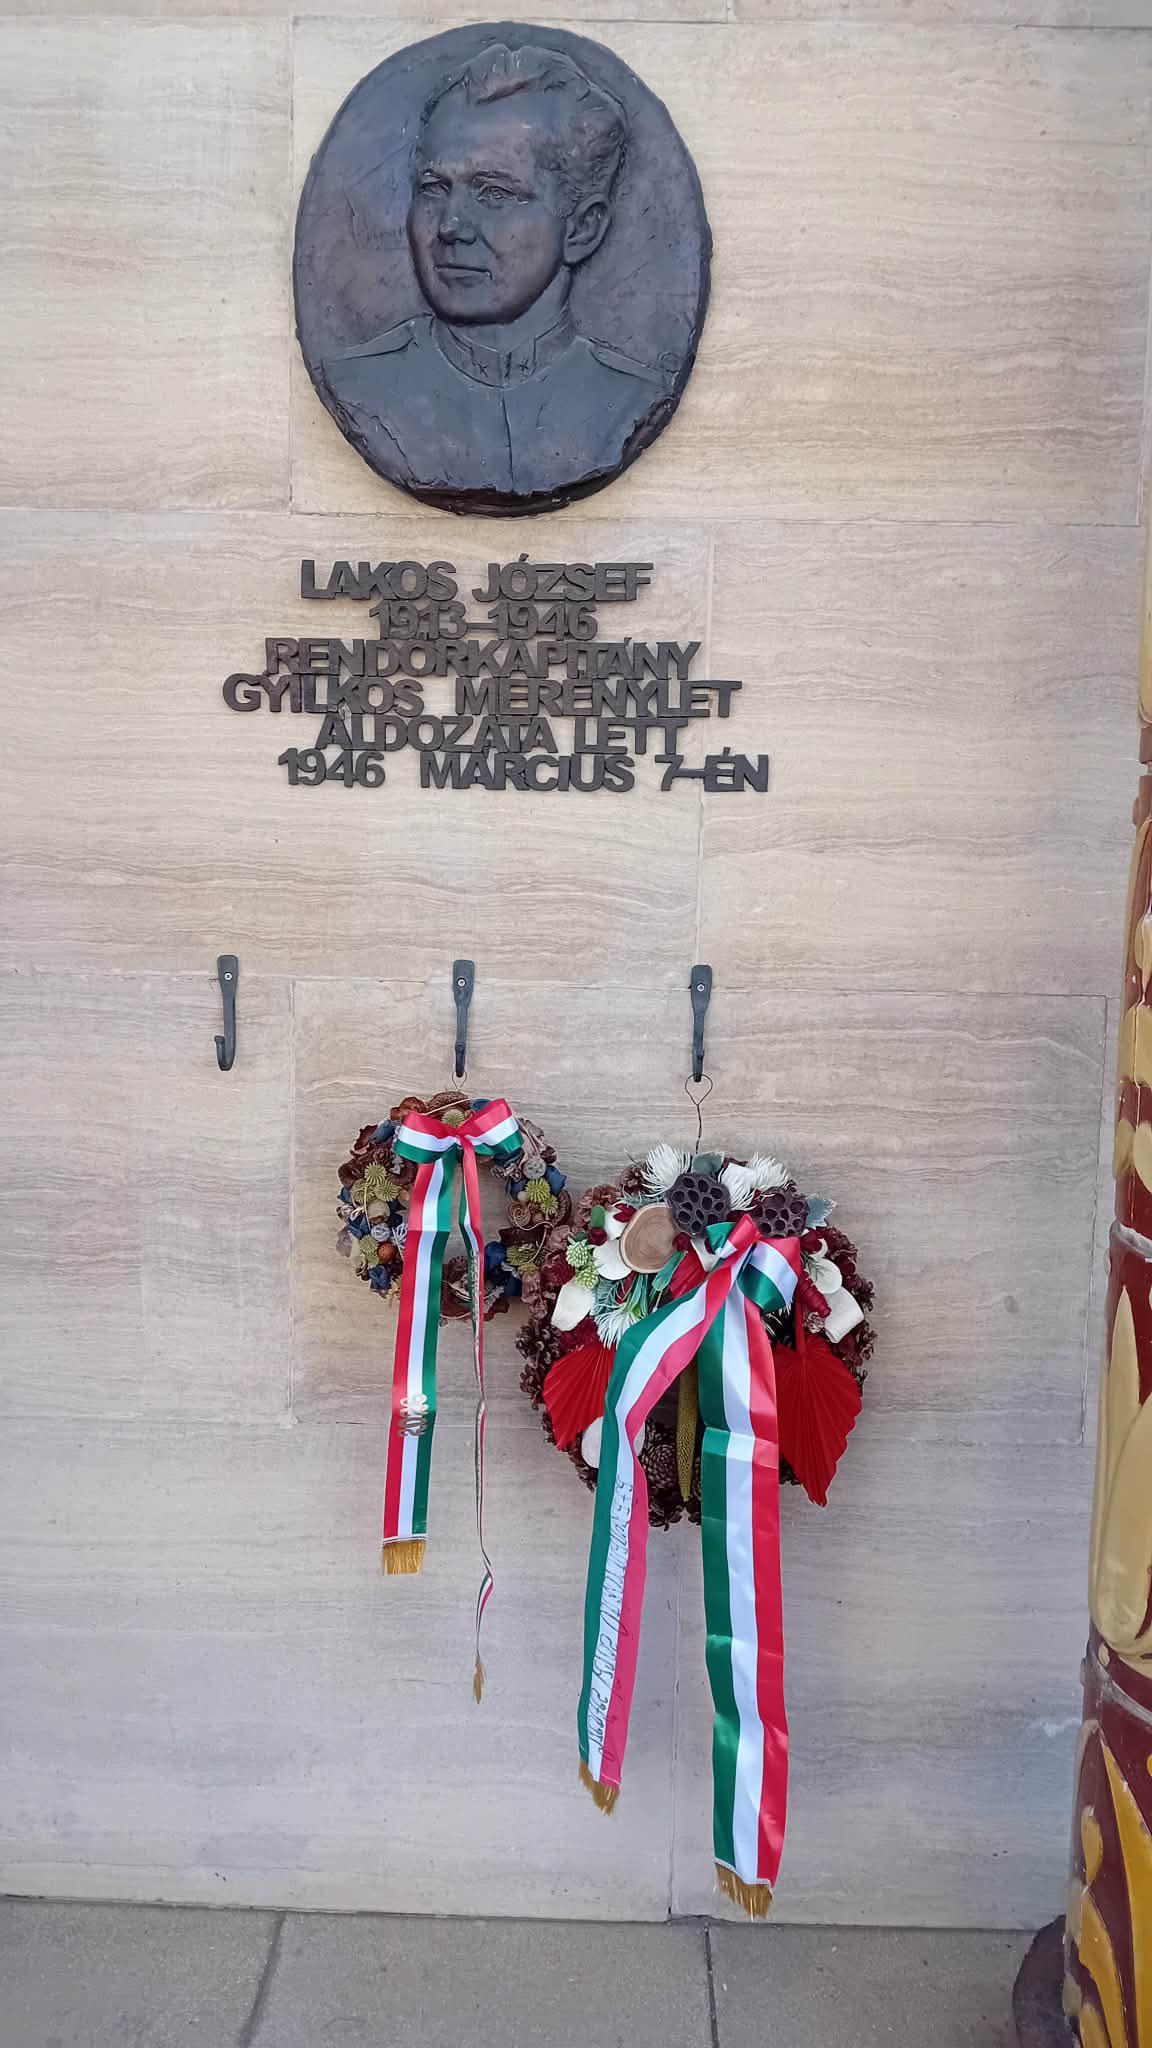 LAKOS JÓZSEF
1913–1946
RENDŐRKAPITÁNY
GYILKOS MERÉNYLET
ÁLDOZATA LETT
1946 MÁRCIUS 7–ÉN